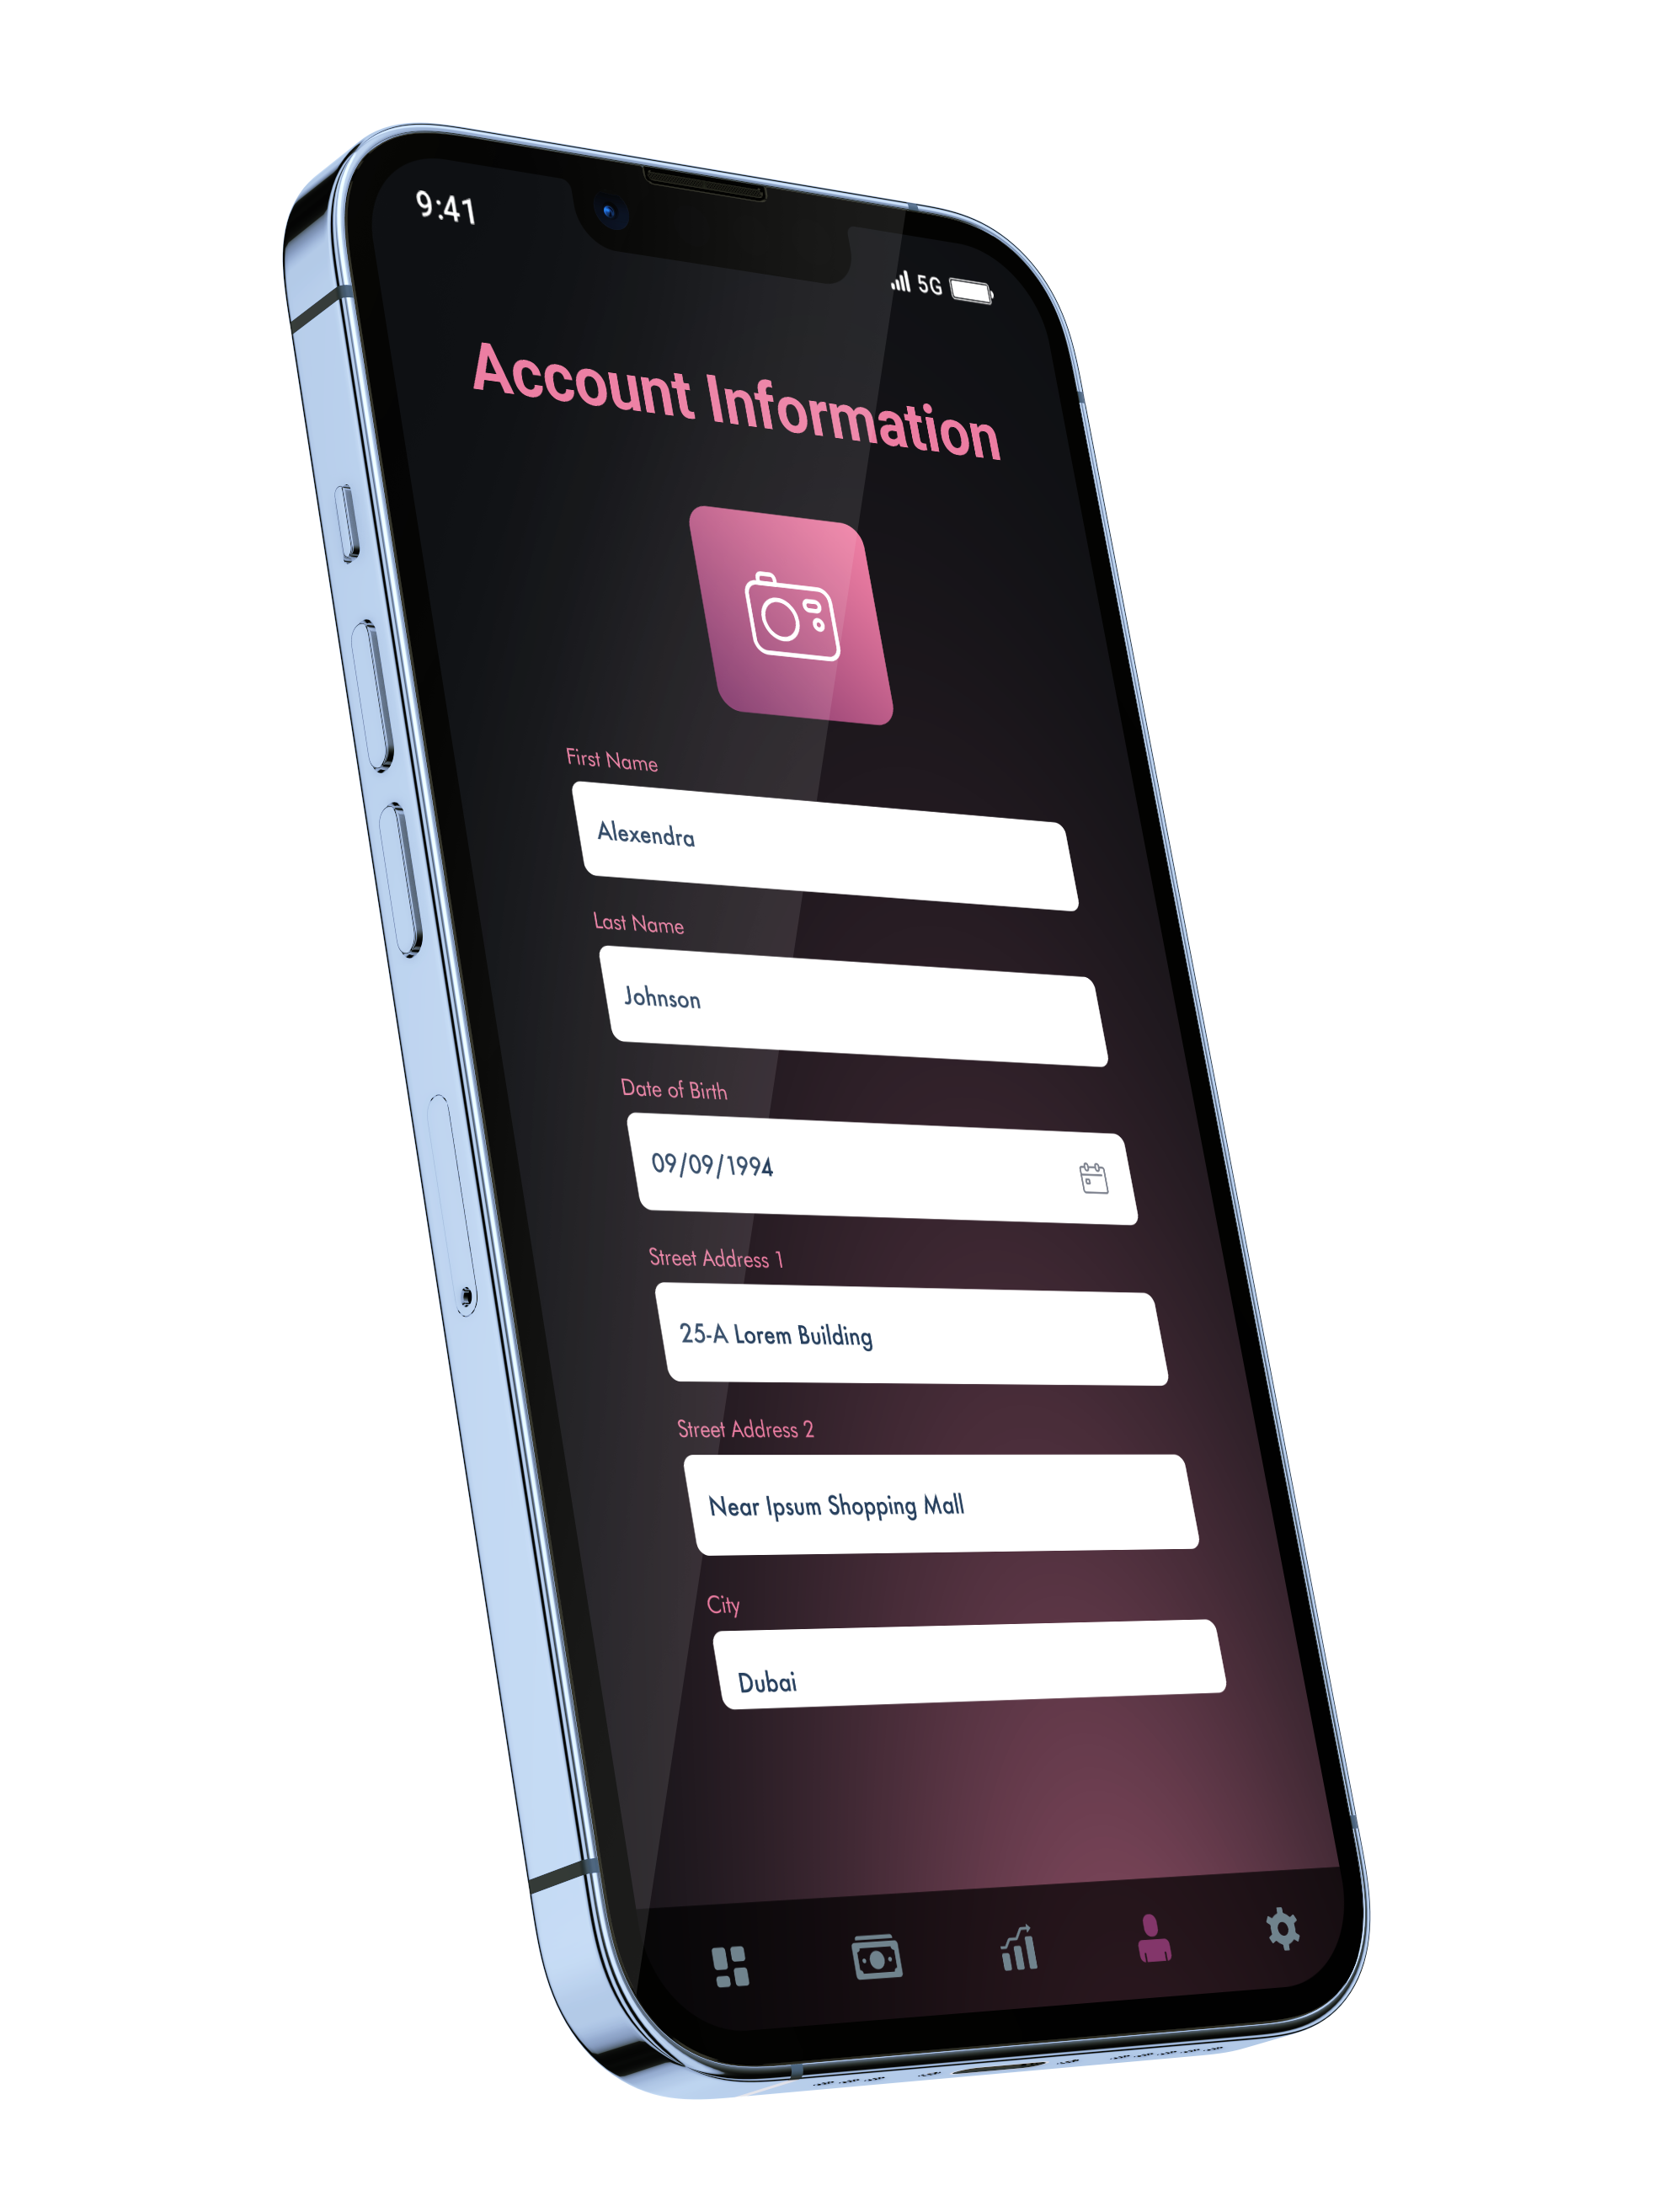 9:41
5G
Account Information
First Name
Alexendra
Last Name
Johnson
Date of Birth
09/09/1994
Street Address 1
25-A Lorem Building
Street Address 2
Near Ipsum Shopping Mall
City
Dubai